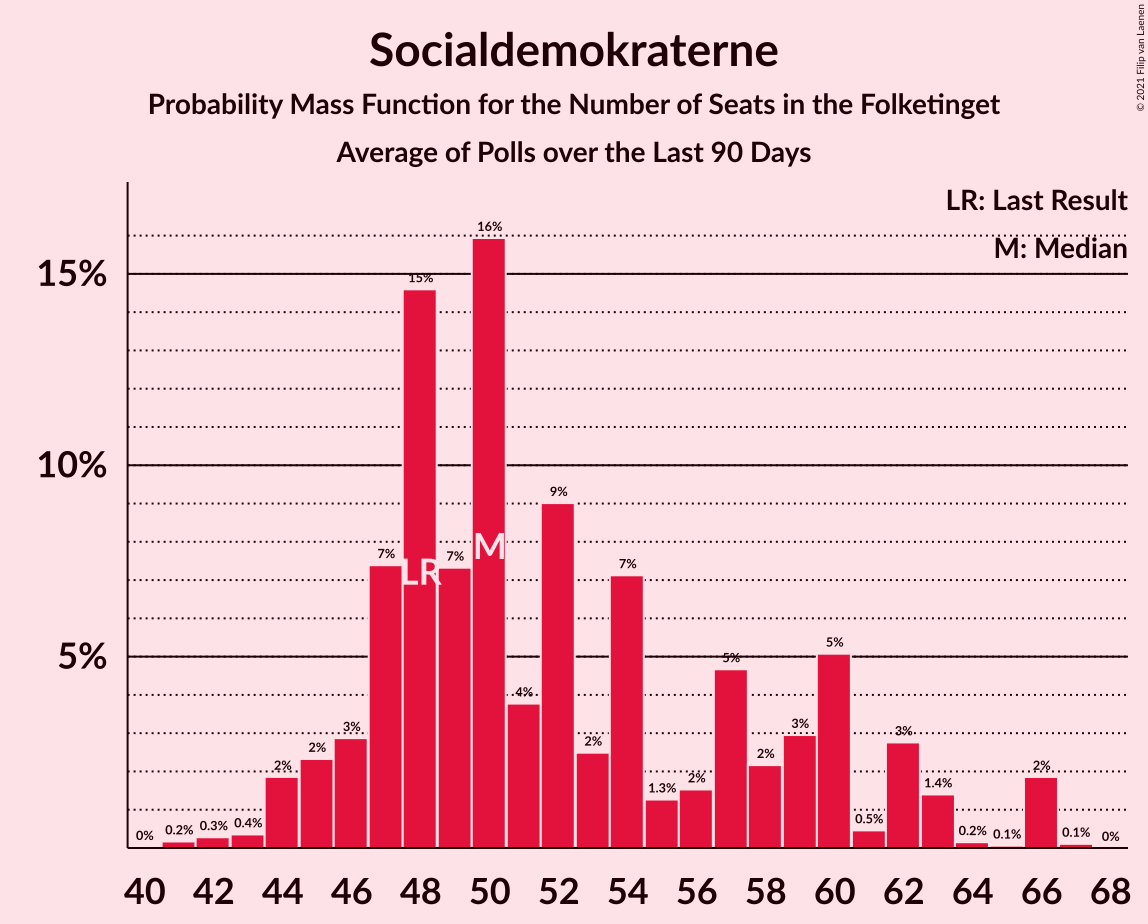 Socialdemokraterne
Probability Mass Function for the Number of Seats in the Folketinget
Average of Polls over the Last 90 Days
© 2021 Filip van Laenen
LR: Last Result
M: Median
15%
10%
5%
0% 0.2% 0.3% 0.4% 2% 2% 3% 7% 15% 7% 16% 4% 9% 2% 7% 1.3% 2% 5% 2% 3% 5% 0.5% 3% 1.4% 0.2% 0.1% 2% 0.1% 0%
LR M
40 42 44 46 48 50 52 54 56 58 60 62 64 66 68